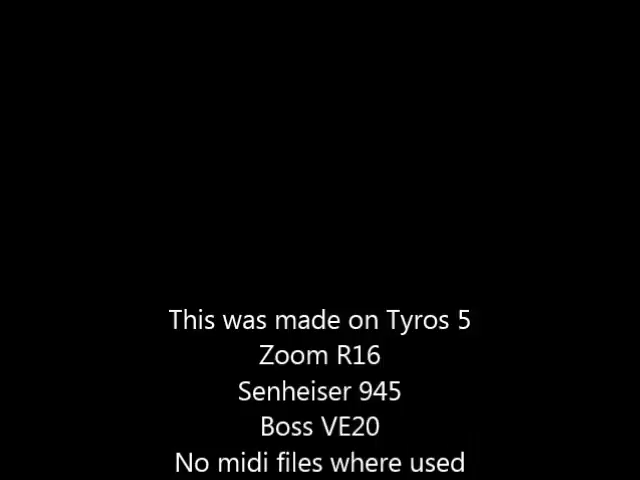 This was made on Tyros 5
Zoom R16
Senheiser 945
Boss VE20
No midi files where used